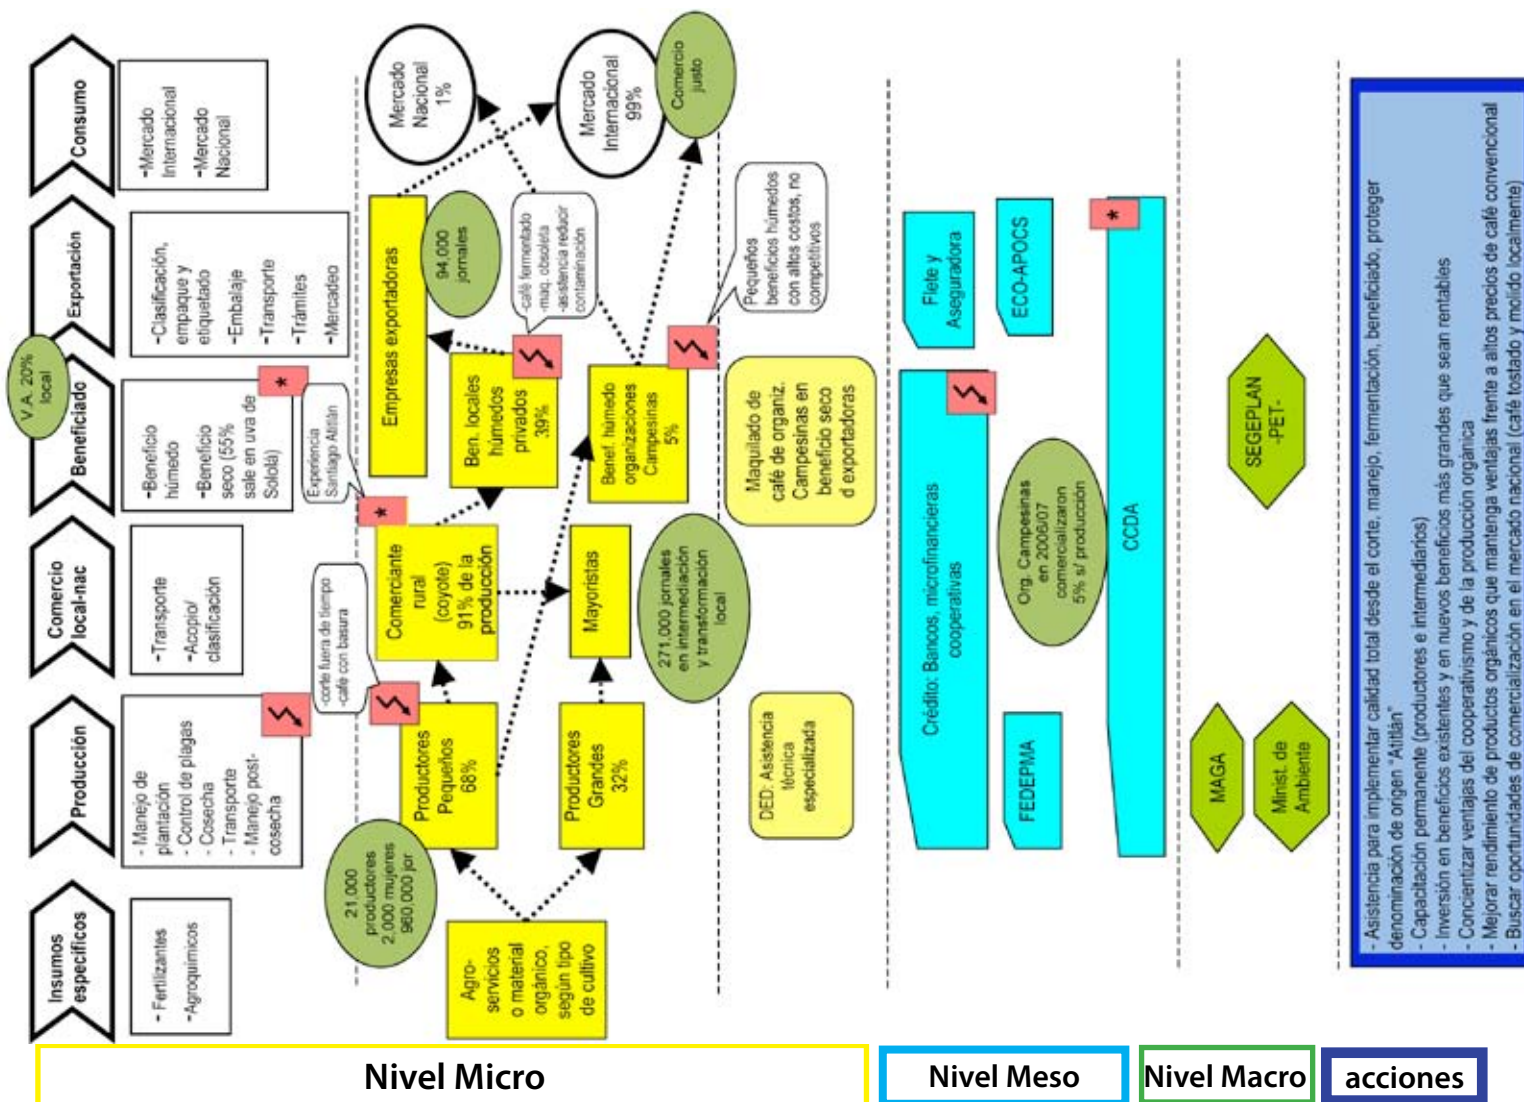 Insumos
específicos
Producción
Comercio
local-nac
Beneficiado
Exportación
Consumo
V.A. 20%
local
- Fertilizantes
-Agroquimicos
- Manejo de
plantación
- Control de plagas
- Cosecha
- Transporte
- Manejo post-
cosecha
-Transporte
-Acopio/
clasificación
-Beneficio
húmedo
-Beneficio
seco (55%
sale en uva de
Sololá)
*
-Clasificación,
empaque y
etiquetado
-Embalaje
-Transporte
-Trámites
-Mercadeo
-Mercado
Internacional
-Mercado
Nacional
21,000
productores
2,000 mujeres
960,000 jor
-corte fuera de tiempo
-café con basura
Experiencia
Santiago Atitlán
*
Agro-
servicios
o material
orgánico,
según tipo
de cultivo
Productores
Pequeños
68%
Productores
Grandes
32%
Comerciante
rural
(coyote)
91% de la
producción
Mayoristas
271,000 jornales
en intermediación
y transformación
local
Empresas exportadoras
94,000
jornales
Ben. locales
húmedos
privados
39%
-café fermentado
-maq. obsoleta
-asistencia reducir
contaminación
Benef. húmedo
organizaciones
Campesinas
5%
Pequeños
beneficios húmedos
con altos costos, no
competitivos
Mercado
Nacional
1%
Mercado
Internacional
99%
Comercio
justo
DED: Asistencia
técnica
especializada
Maquilado de
café de organiz.
Campesinas en
beneficio seco
d exportadoras
Crédito: Bancos, microfinancieras
cooperativas
Flete y
Aseguradora
FEDEPMA
Org. Campesinas
en 2006/07
comercializaron
5% s/ producción
ECO-APOCS
CCDA
*
MAGA
Minist. de
Ambiente
SEGEPLAN
-PET-
- Asistencia para implementar calidad total desde el corte, manejo, fermentación, beneficiado, proteger
denominación de origen "Atitlán"
- Capacitación permanente (productores e intermediarios)
- Inversión en beneficios existentes y en nuevos beneficios más grandes que sean rentables
- Concientizar ventajas del cooperativismo y de la producción orgánica
- Mejorar rendimiento de productos orgánicos que mantenga ventajas frente a altos precios de café convencional
- Buscar oportunidades de comercialización en el mercado nacional (café tostado y molido localmente)
Nivel Micro
Nivel Meso
Nivel Macro
acciones